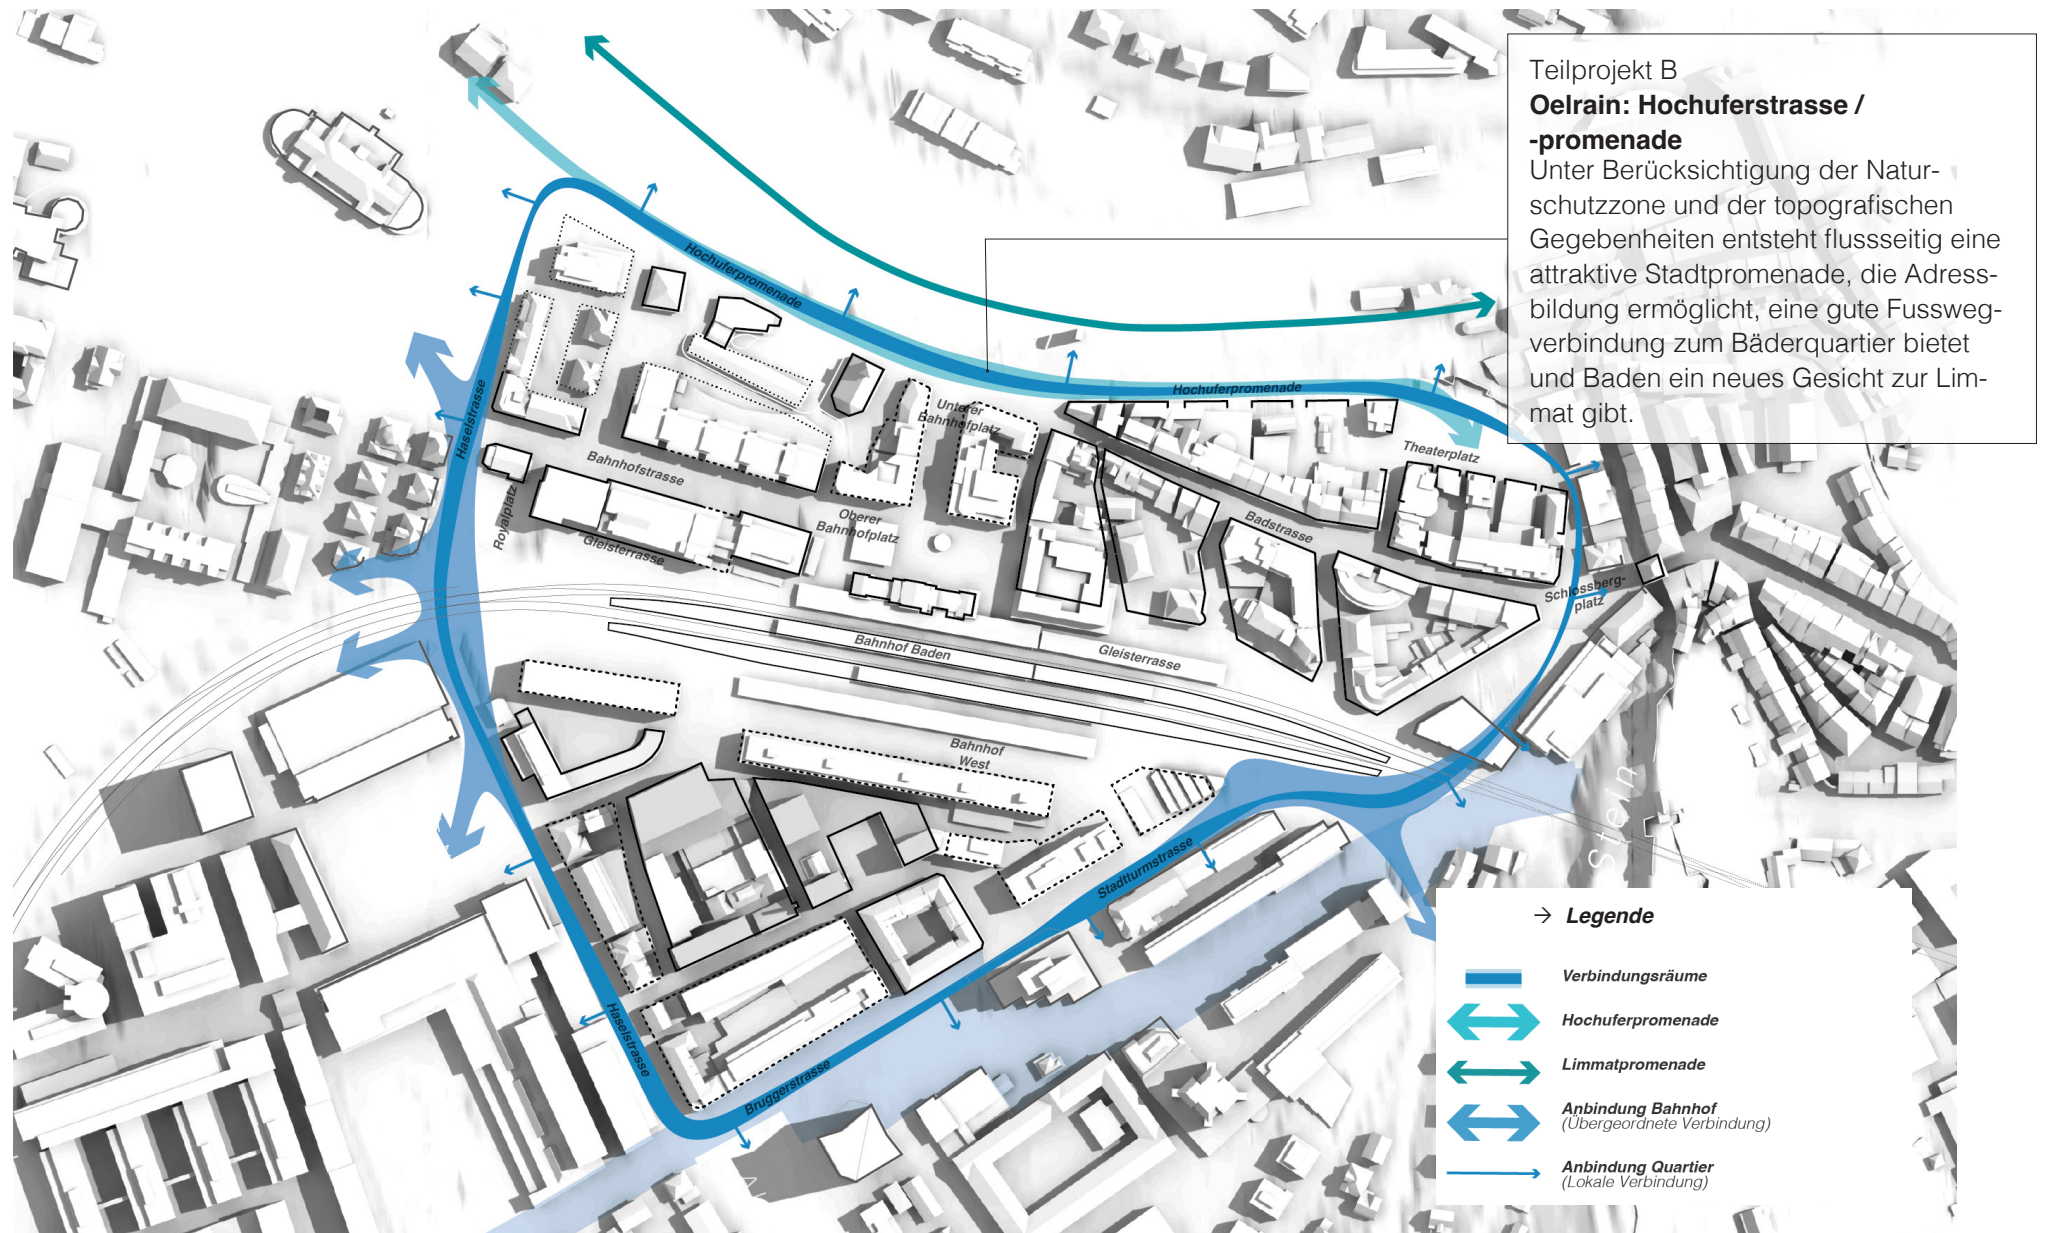 Teilprojekt B
Oelrain: Hochuferstrasse /
-promenade
Unter Berücksichtigung der Natur-
schutzzone und der topografischen
Gegebenheiten entsteht flussseitig eine
attraktive Stadtpromenade, die Adress-
bildung ermöglicht, eine gute Fussweg-
verbindung zum Bäderquartier bietet
und Baden ein neues Gesicht zur Lim-
mat gibt.
Hochuferpromenade
Hochuferpromenade
Haselstrasse
Unterer
Bahnhofplatz
Theaterplatz
Bahnhofstrasse
Royalplatz
Gleisterrasse
Oberer
Bahnhofplatz
Badstrasse
Schlossberg-
platz
Bahnhof Baden
Gleisterrasse
Bahnhof
West
Stein
Stadtturmstrasse
Haselstrasse
Bruggerstrasse
→ Legende
Verbindungsräume
Hochuferpromenade
Limmatpromenade
Anbindung Bahnhof
(Übergeordnete Verbindung)
Anbindung Quartier
(Lokale Verbindung)